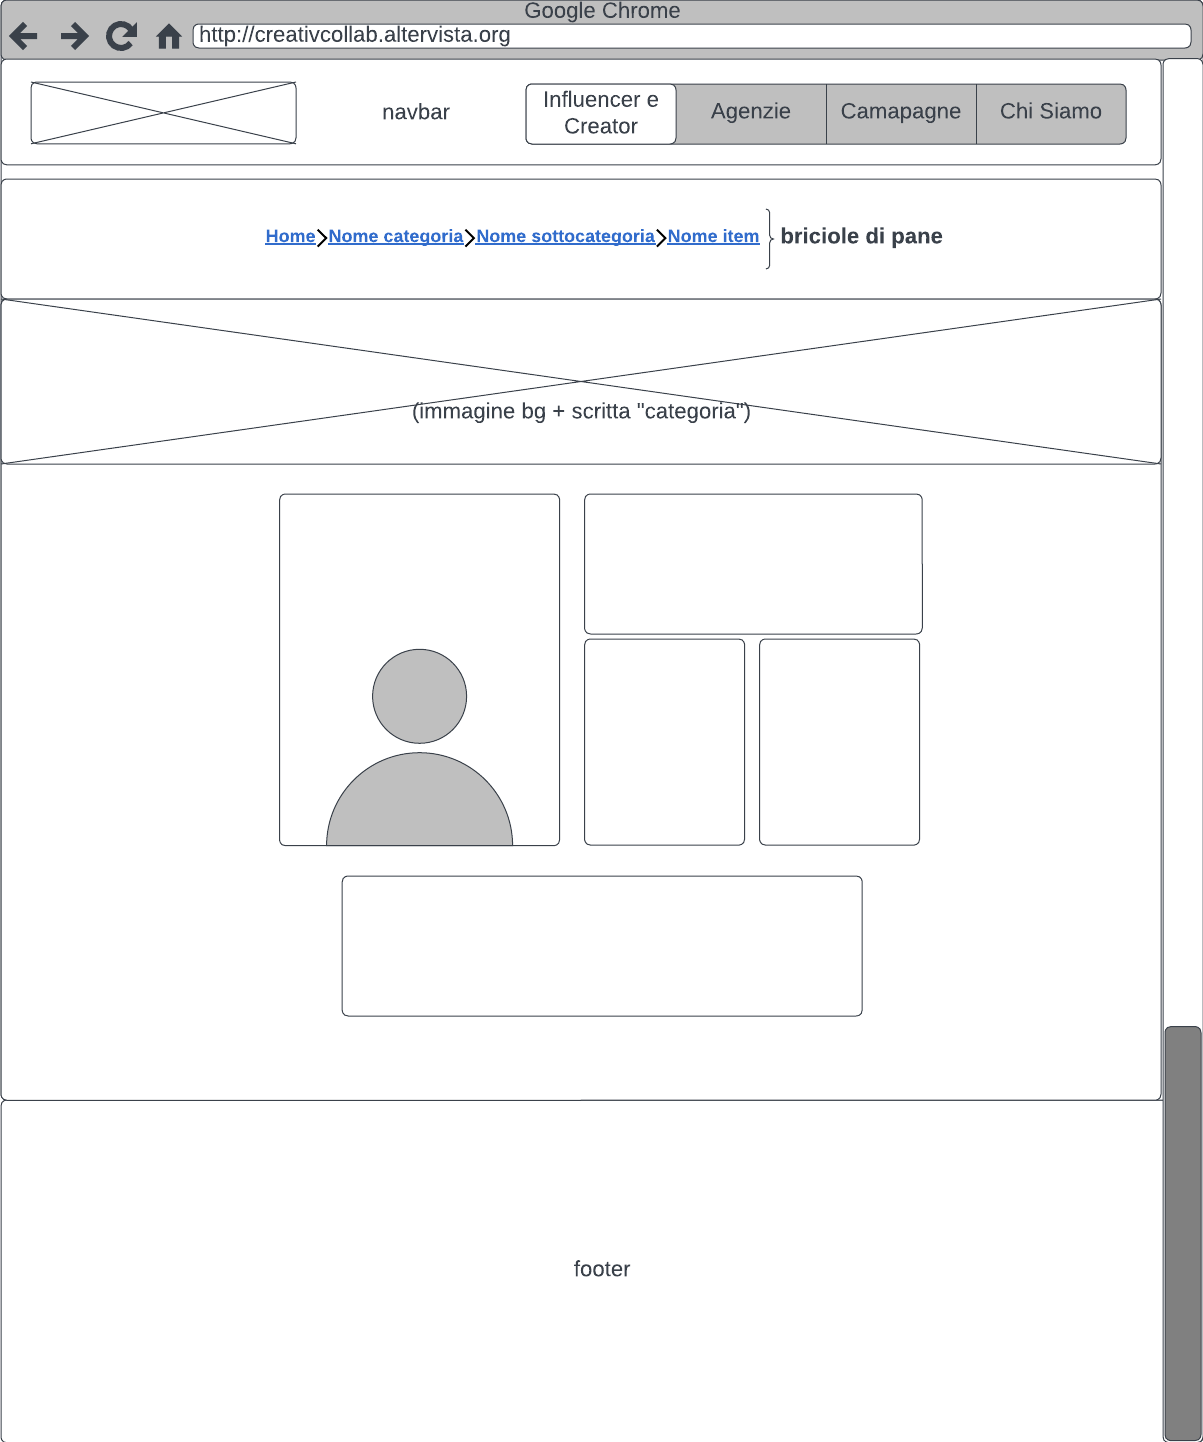 Google Chrome
http://creativcollab.altervista.org
navbar
Influencer e
Creator
Agenzie
Camapagne
Chi Siamo
Home Nome categoria Nome sottocategoria Nome item
briciole di pane
(immagine bg + scritta "categoria")
footer